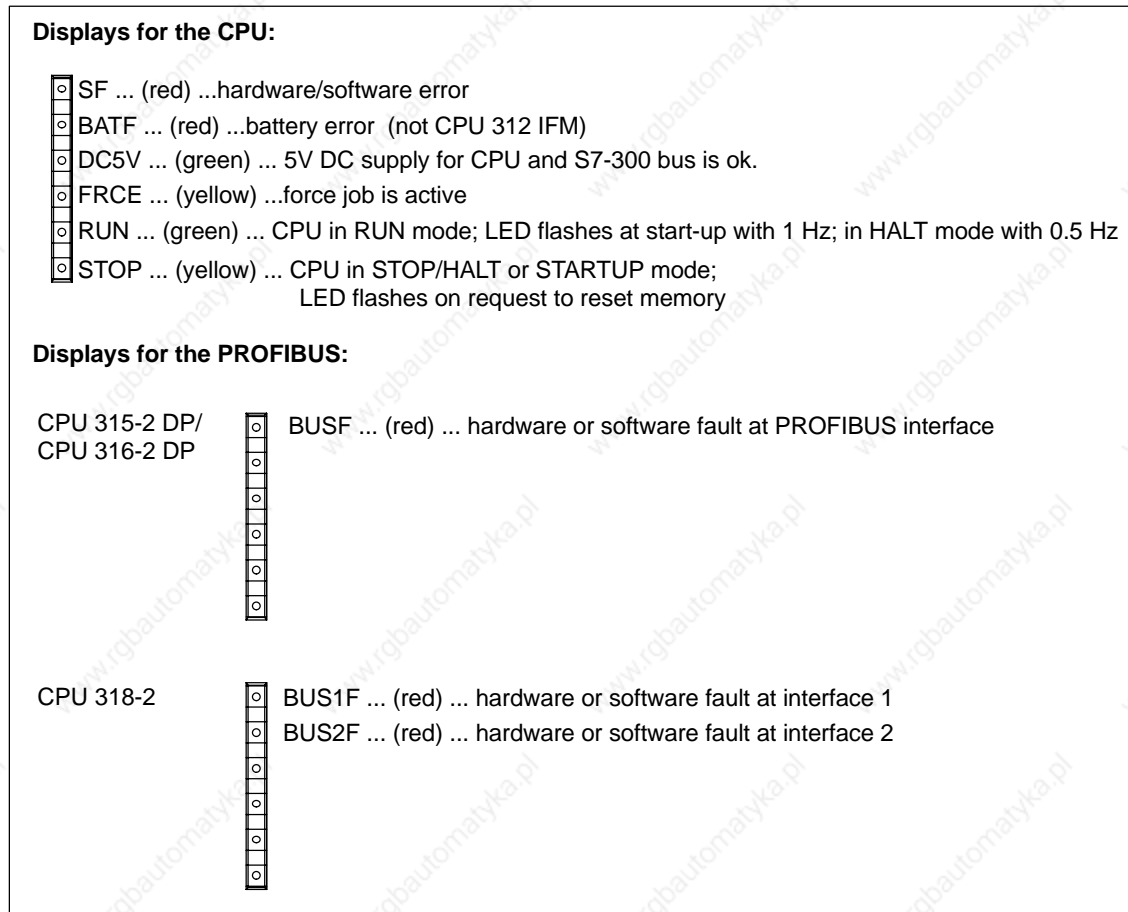 Displays for the CPU:
SF ... (red) ...hardware/software error
BATF ... (red) ...battery error (not CPU 312 IFM)
DC5V ... (green) ... 5V DC supply for CPU and S7-300 bus is ok.
FRCE ... (yellow) ...force job is active
RUN ... (green) ... CPU in RUN mode; LED flashes at start-up with 1 Hz; in HALT mode with 0.5 Hz
STOP ... (yellow) ... CPU in STOP/HALT or STARTUP mode;
LED flashes on request to reset memory
Displays for the PROFIBUS:
CPU 315-2 DP/
CPU 316-2 DP
BUSF ... (red) ... hardware or software fault at PROFIBUS interface
CPU 318-2
BUS1F ... (red) ... hardware or software fault at interface 1
BUS2F ... (red) ... hardware or software fault at interface 2
www.rgbautomatyka.pl